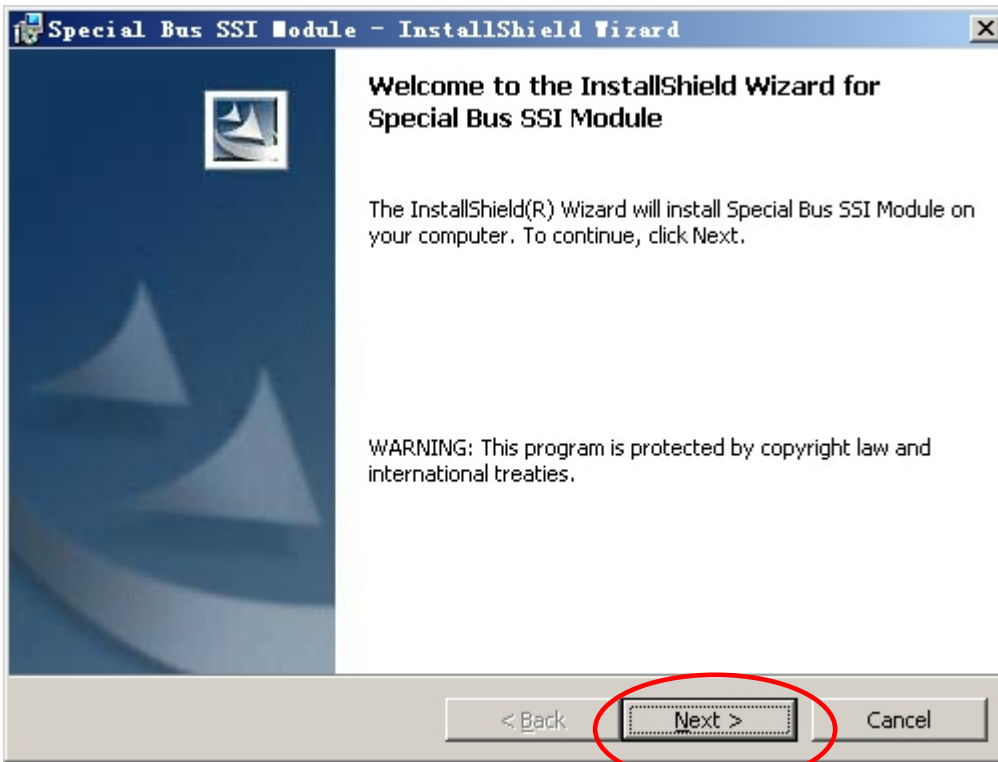 Special Bus SSI Module - InstallShield Wizard
Welcome to the InstallShield Wizard for
Special Bus SSI Module
The InstallShield(R) Wizard will install Special Bus SSI Module on
your computer. To continue, click Next.
WARNING: This program is protected by copyright law and
international treaties.
< Back
Next >
Cancel